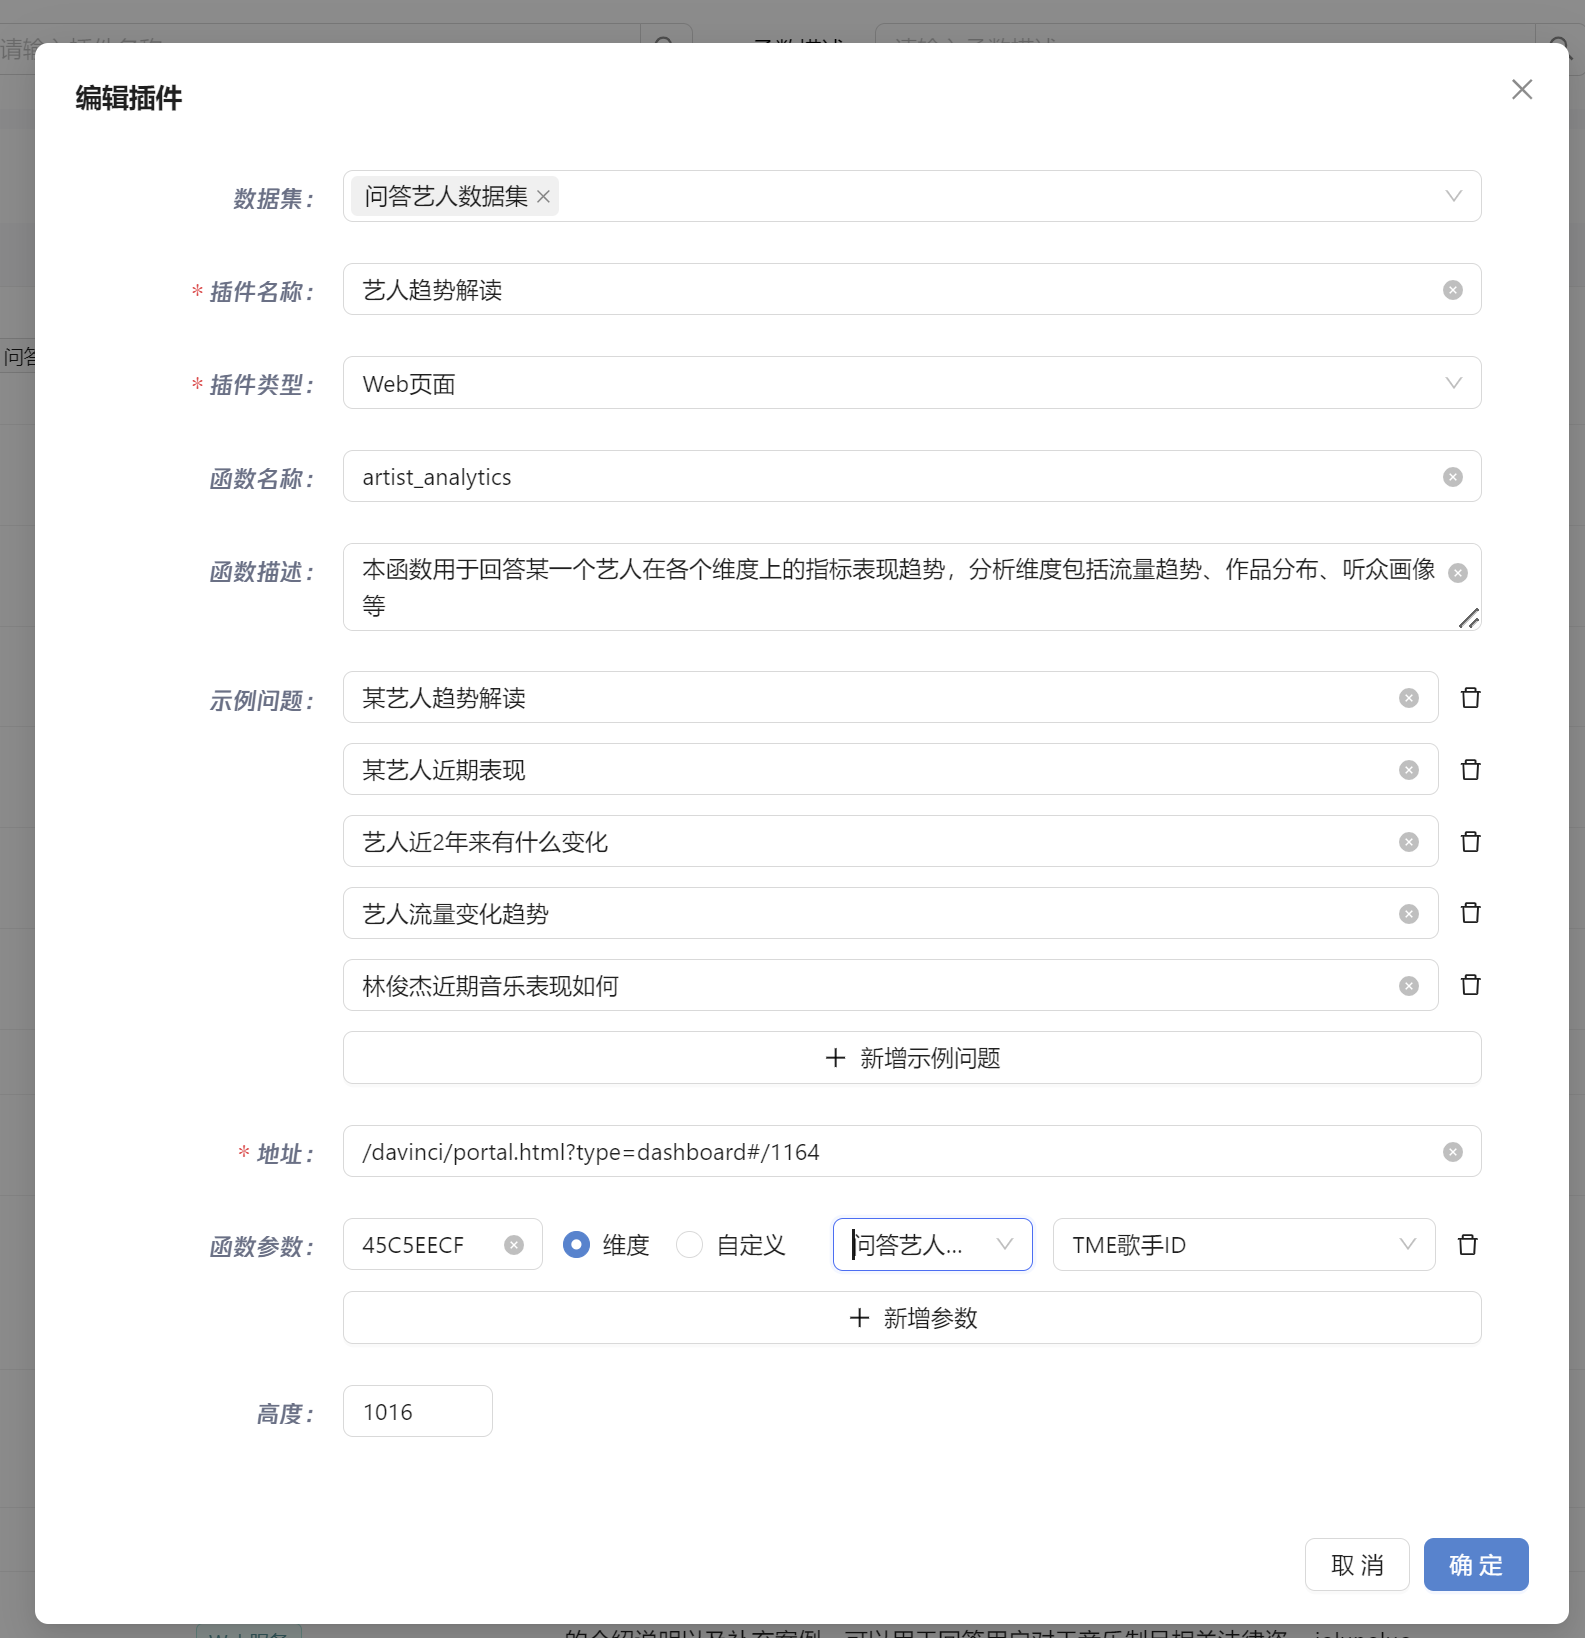 编辑插件
数据集:
问答艺人数据集
* 插件名称:
艺人趋势解读
* 插件类型:
Web页面
函数名称:
artist_analytics
函数描述:
本函数用于回答某一个艺人在各个维度上的指标表现趋势，分析维度包括流量趋势、作品分布、听众画像
等
示例问题:
某艺人趋势解读
某艺人近期表现
艺人近2年来有什么变化
艺人流量变化趋势
林俊杰近期音乐表现如何
新增示例问题
* 地址:
/davinci/portal.html?type=dashboard#/1164
函数参数:
45C5EECF 维度 自定义 问答艺人... TME歌手ID
新增参数
高度:
1016
取消 确定
问答